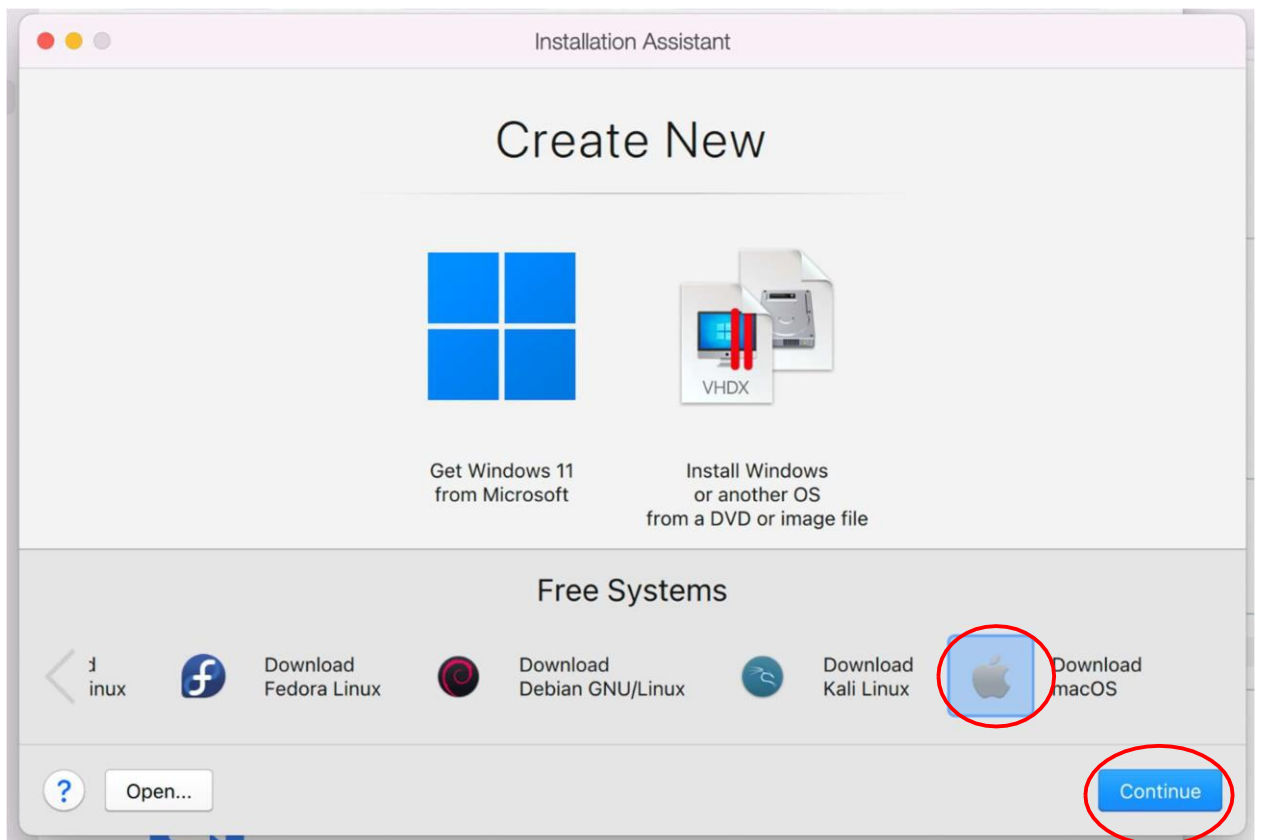 Installation Assistant
Create New
VHDX
Get Windows 11
from Microsoft
Install Windows
or another OS
from a DVD or image file
Free Systems
inux
Download
Fedora Linux
Download
Debian GNU/Linux
Download
Kali Linux
Download
macOS
?
Open...
Continue